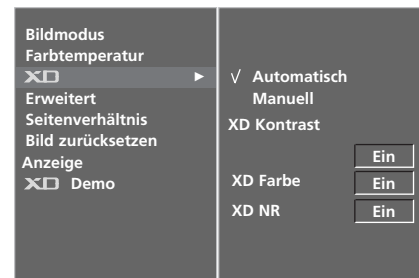 Bildmodus
Farbtemperatur
XD
Erweitert
Seitenverhältnis
Bild zurücksetzen
Anzeige
XD Demo
√ Automatisch
Manuell
XD Kontrast
Ein
XD Farbe Ein
XD NR Ein